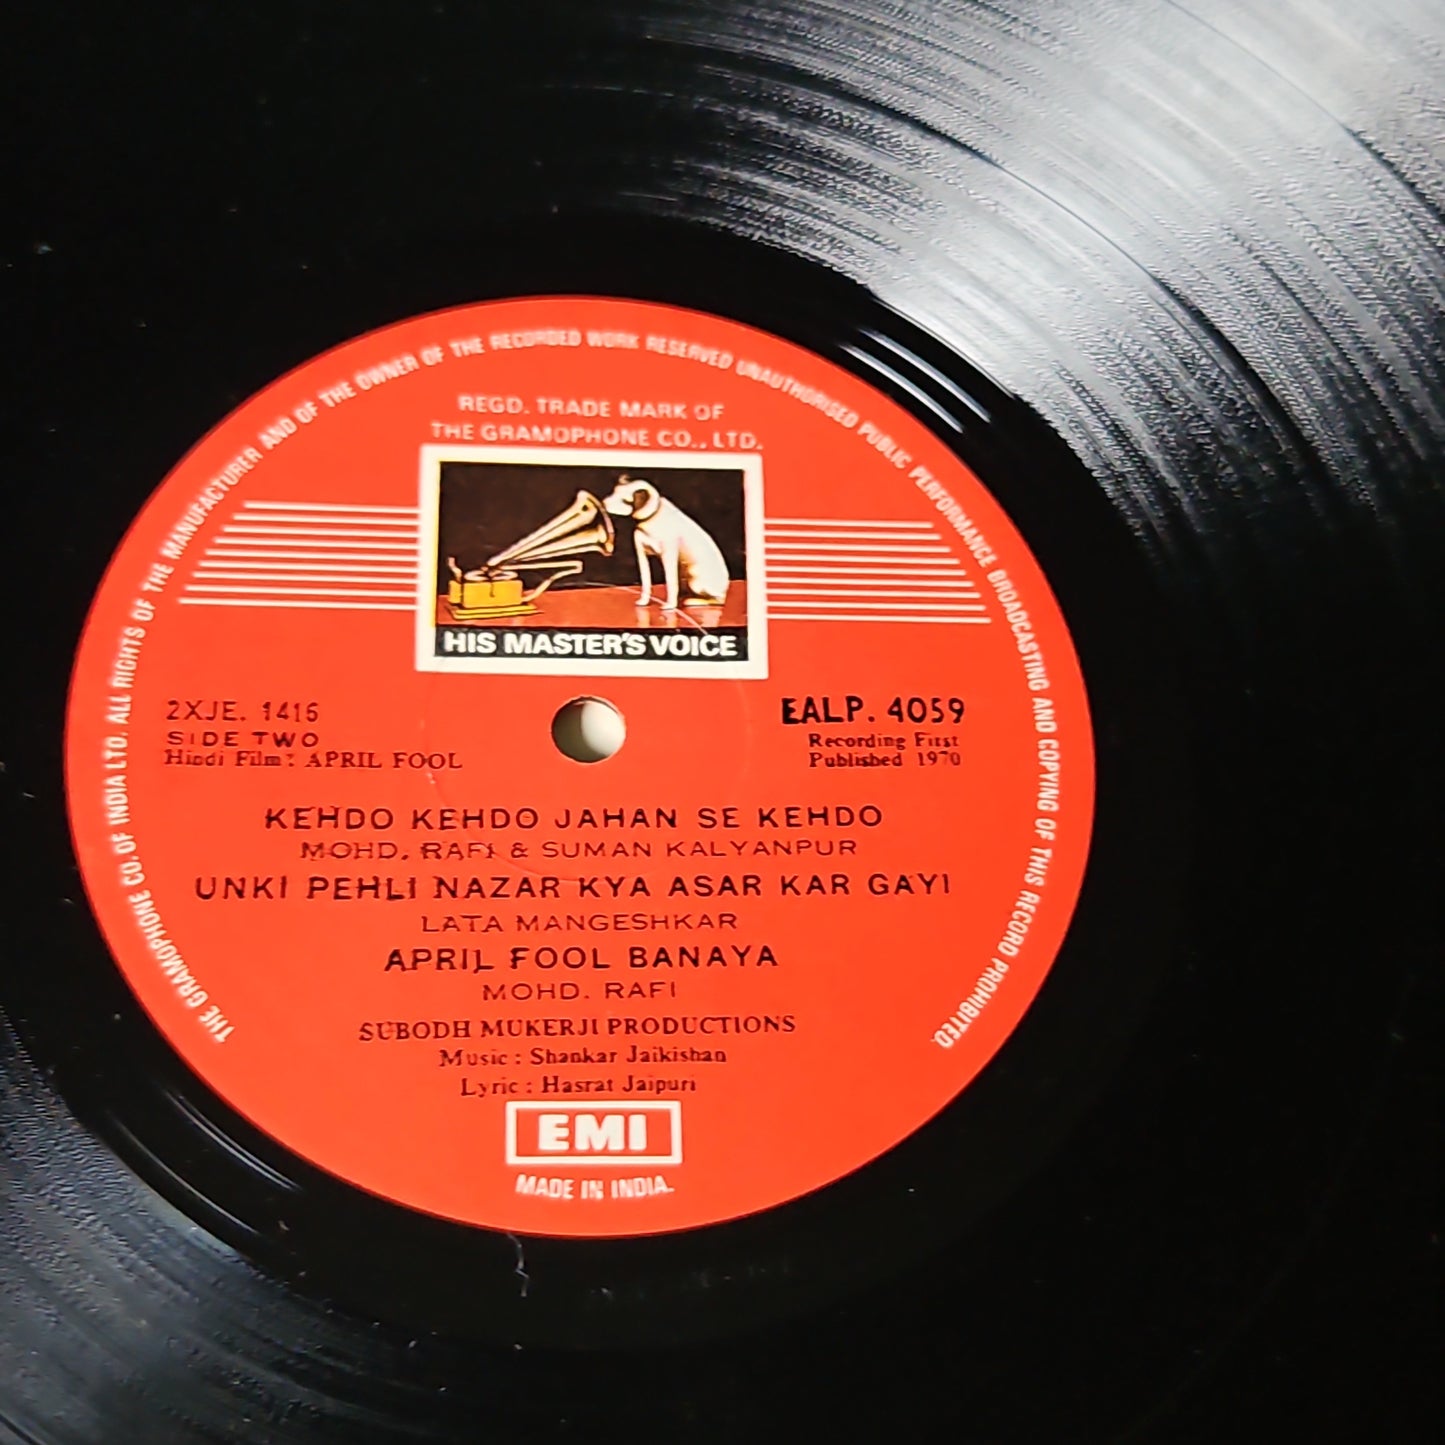 THE GRAMOPHONE CO. OF INDIA LTD. ALL RIGHTS OF THE MANUFACTURER AND OF THE OWNER OF THE RECORDED WORK RESERVED UNAUTHORISED PUBLIC PERFORMANCE BROADCASTING AND COPYING OF THIS RECORD PROHIBITED.
REGD. TRADE MARK OF
THE GRAMOPHONE CO., LTD.
HIS MASTER'S VOICE
2XJE. 1416
SIDE TWO
Hindi Film: APRIL FOOL
EALP. 4059
Recording First
Published 1970
KEHDO KEHDO JAHAN SE KEHDO
MOHD. RAFI & SUMAN KALYANPUR
UNKI PEHLI NAZAR KYA ASAR KAR GAYI
LATA MANGESHKAR
APRIL FOOL BANAYA
MOHD. RAFI
SUBODH MUKERJI PRODUCTIONS
Music : Shankar Jaikishan
Lyric : Hasrat Jaipuri
EMI
MADE IN INDIA.